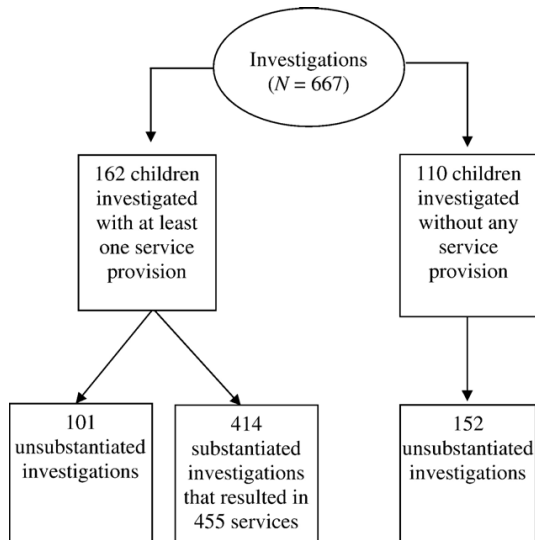 Investigations
(N = 667)
162 children
investigated
with at least
one service
provision
110 children
investigated
without any
service
provision
101
unsubstantiated
investigations
414
substantiated
investigations
that resulted in
455 services
152
unsubstantiated
investigations